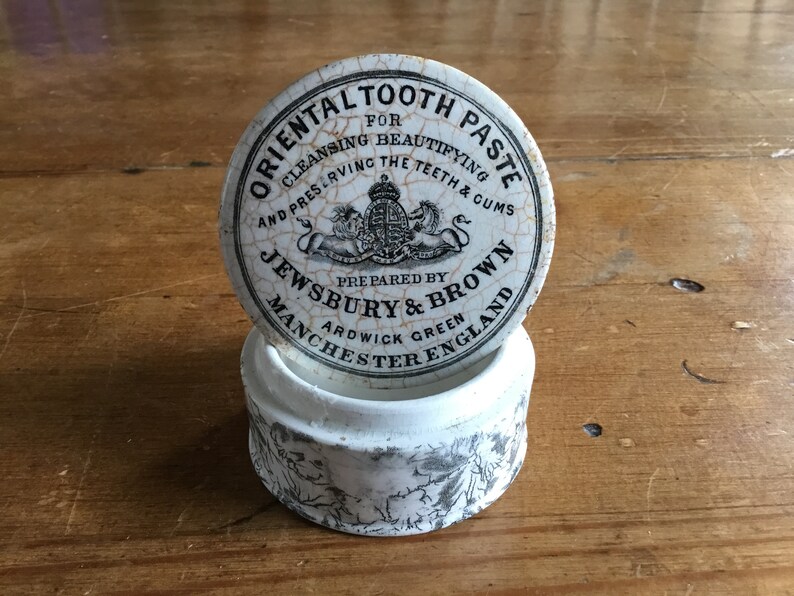 ORIENTAL TOOTH PASTE
FOR
CLEANSING BEAUTIFYING
AND PRESERVING THE TEETH & GUMS
PREPARED BY
JEWSBURY & BROWN
ARDWICK GREEN
MANCHESTER ENGLAND